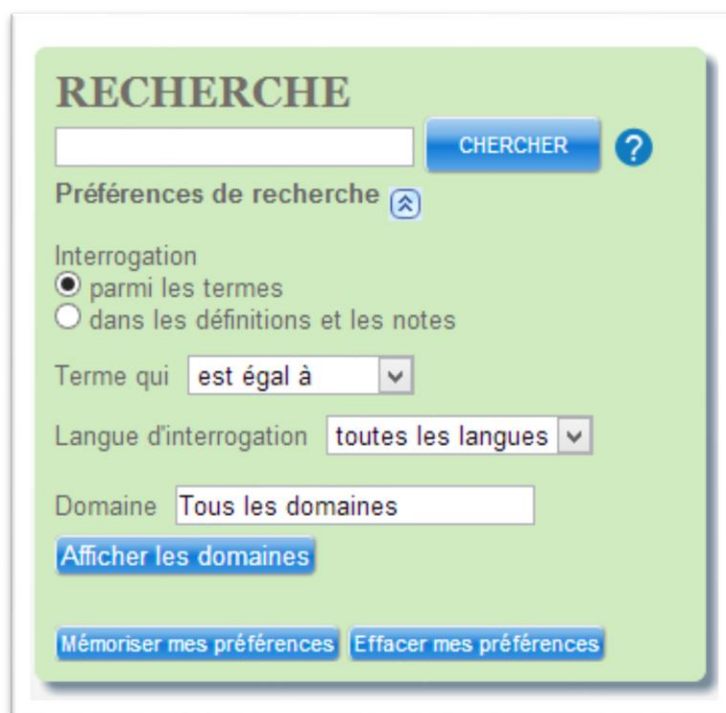 RECHERCHE
CHERCHER ?
Préférences de recherche
Interrogation
parmi les termes
dans les définitions et les notes
Terme qui est égal à
Langue d'interrogation toutes les langues
Domaine Tous les domaines
Afficher les domaines
Mémoriser mes préférences Effacer mes préférences